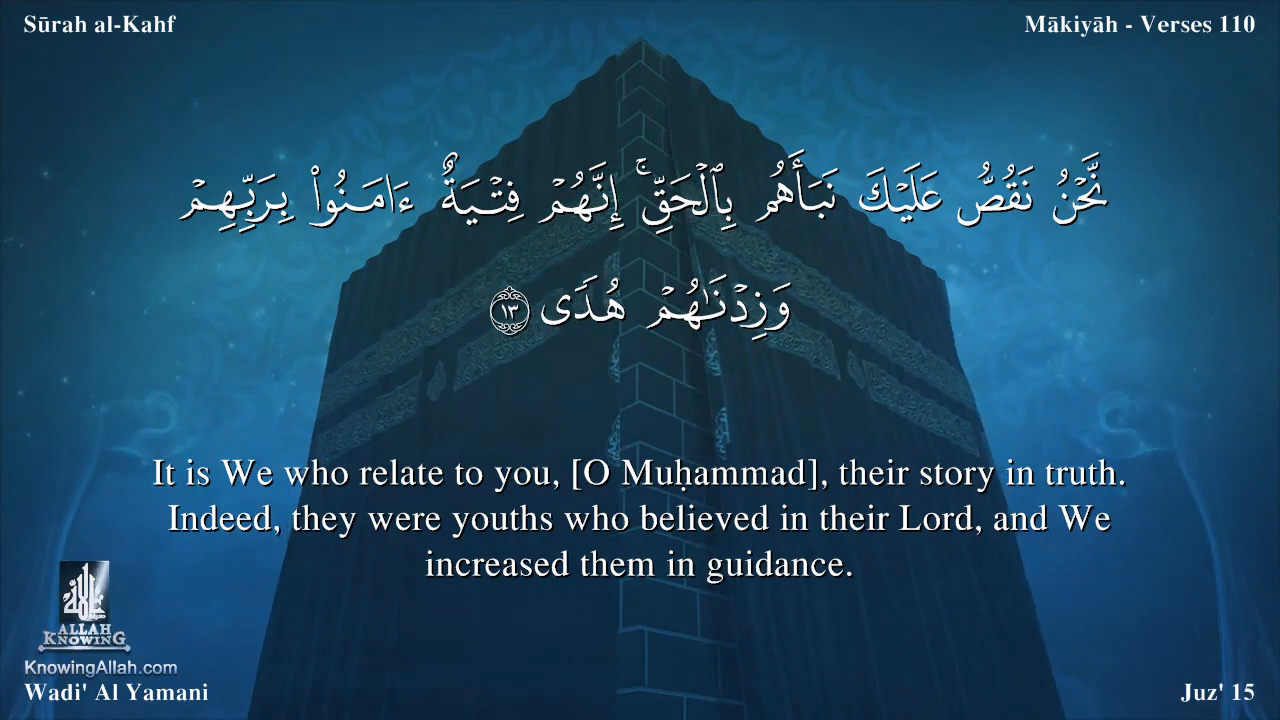 Sūrah al-Kahf
Mākiyāh - Verses 110
نَّحْنُ نَقُصُّ عَلَيْكَ نَبَأَهُم بِٱلْحَقِّ ۚ إِنَّهُمْ فِتْيَةٌ ءَامَنُوا۟ بِرَبِّهِمْ
وَزِدْنَـٰهُمْ هُدًى ١٣
It is We who relate to you, [O Muḥammad], their story in truth.
Indeed, they were youths who believed in their Lord, and We
increased them in guidance.
ALLAH
KNOWING
KnowingAllah.com
Wadi' Al Yamani
Juz' 15